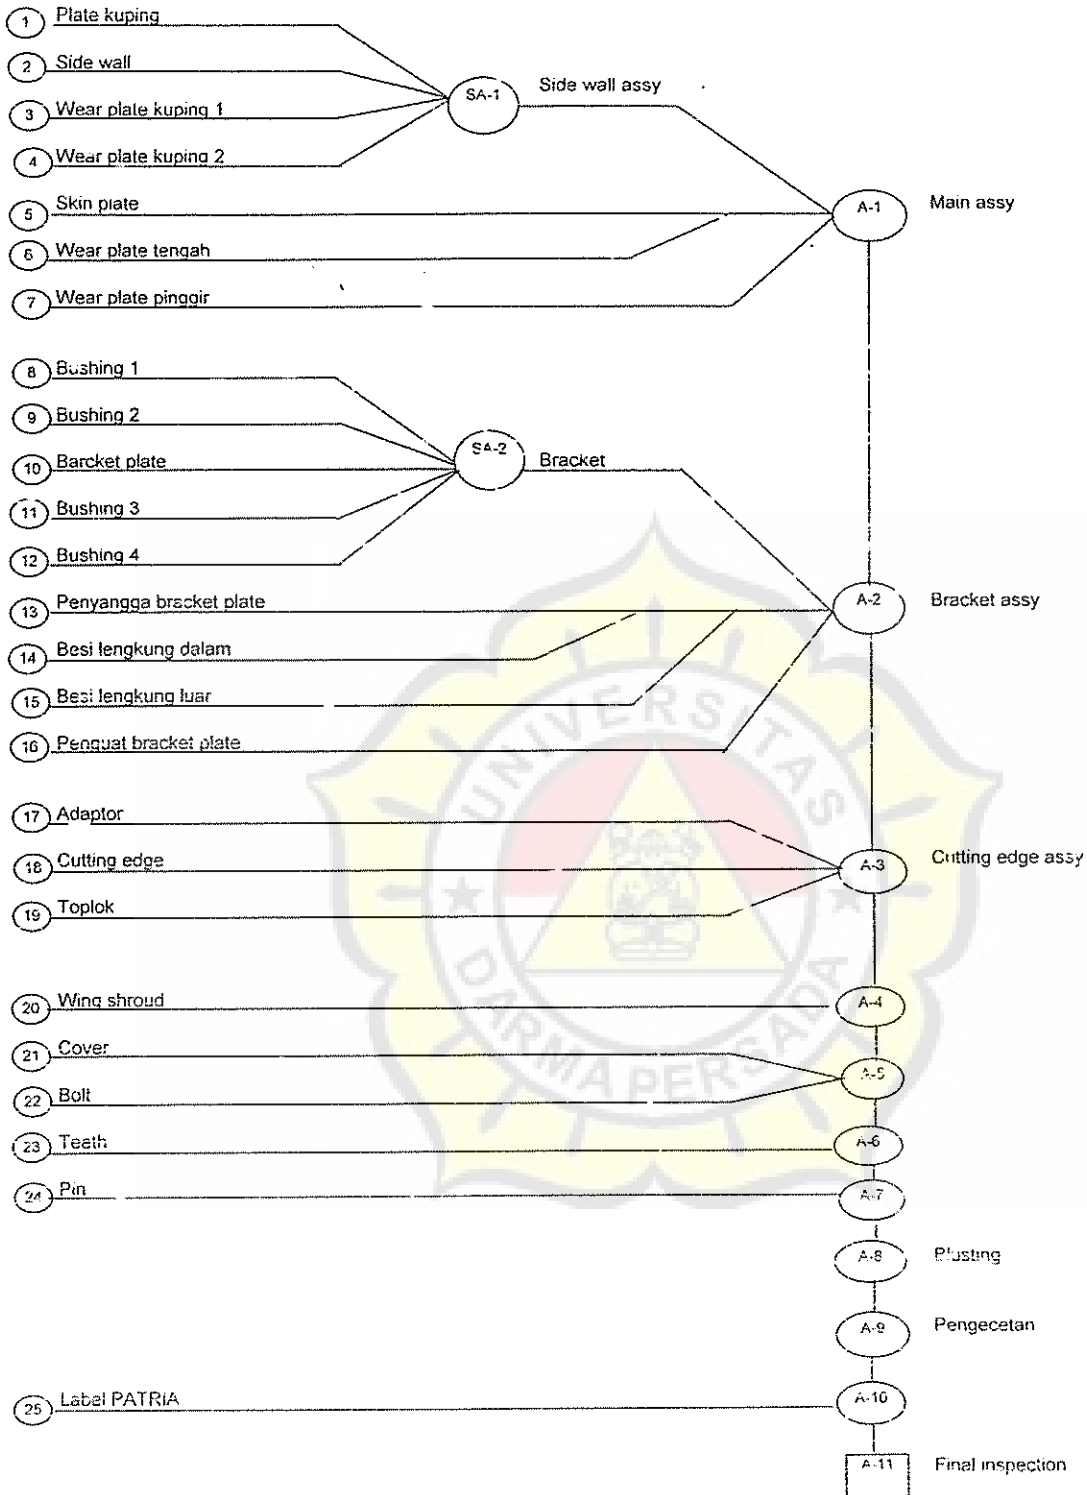 1 Plate kuping
2 Side wall
3 Wear plate kuping 1
4 Wear plate kuping 2
SA-1 Side wall assy
5 Skin plate
6 Wear plate tengah
7 Wear plate pinggir
A-1 Main assy
8 Bushing 1
9 Bushing 2
10 Barcket plate
11 Bushing 3
12 Bushing 4
SA-2 Bracket
13 Penyangga bracket plate
14 Besi lengkung dalam
15 Besi lengkung luar
16 Penguat bracket plate
A-2 Bracket assy
17 Adaptor
18 Cutting edge
19 Toplok
A-3 Cutting edge assy
20 Wing shroud
A-4
21 Cover
22 Bolt
A-5
23 Teeth
A-6
24 Pin
A-7
A-8 Blusting
A-9 Pengecetan
25 Label PATRIA
A-10
A-11 Final inspection
UNIVERSITAS
DARMA PERSADA